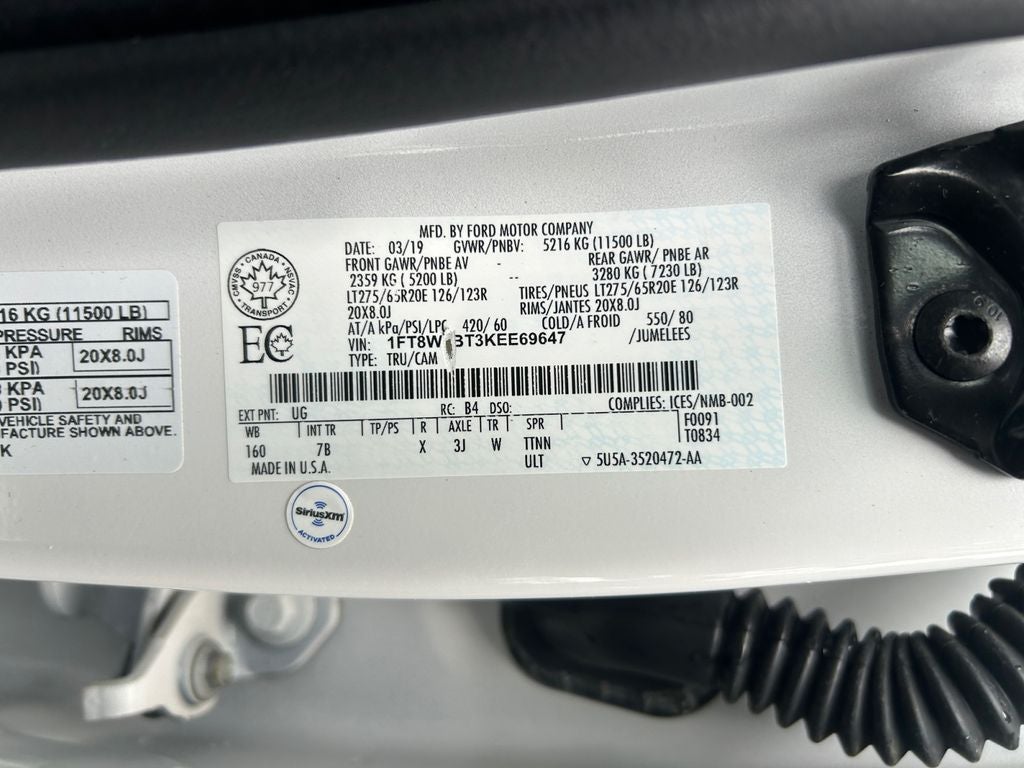 MFD. BY FORD MOTOR COMPANY
DATE: 03/19 GVWR/PNBV: 5216 KG (11500 LB)
FRONT GAWR/ PNBE AV - REAR GAWR/ PNBE AR
2359 KG ( 5200 LB) -- 3280 KG ( 7230 LB)
LT275/65R20E 126/123R TIRES/PNEUS LT275/65R20E 126/123R
20X8.0J RIMS/JANTES 20X8.0J
AT/A kPa/PSI/LPC 420/ 60 COLD/A FROID 550/ 80
VIN: 1FT8W BT3KEE69647 /JUMELEES
TYPE: TRU/CAM
CANADA
CMVSS NSVAC
977
TRANSPORT
EC
EXT PNT: UG RC: B4 DSO: COMPLIES: ICES/NMB-002
WB INT TR TP/PS R AXLE TR SPR F0091
160 7B X 3J W TTNN T0834
ULT
MADE IN U.S.A. ▽ 5U5A-3520472-AA
16 KG (11500 LB)
PRESSURE RIMS
KPA 20X8.0J
PSI)
KPA 20X8.0J
PSI)
VEHICLE SAFETY AND
FACTURE SHOWN ABOVE.
K
SiriusXM
ACTIVATED